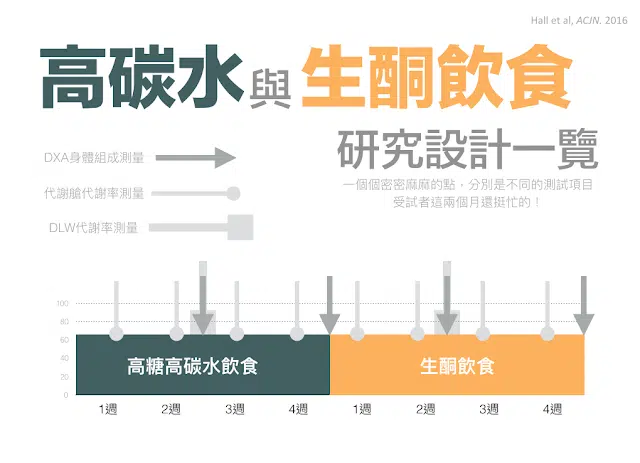 Hall et al, ACJN. 2016
高碳水與生酮飲食
研究設計一覽
一個個密密麻麻的點，分別是不同的測試項目
受試者這兩個月還挺忙的！
DXA身體組成測量
代謝艙代謝率測量
DLW代謝率測量
100
80
60
40
20
0
高糖高碳水飲食
生酮飲食
1週 2週 3週 4週 1週 2週 3週 4週